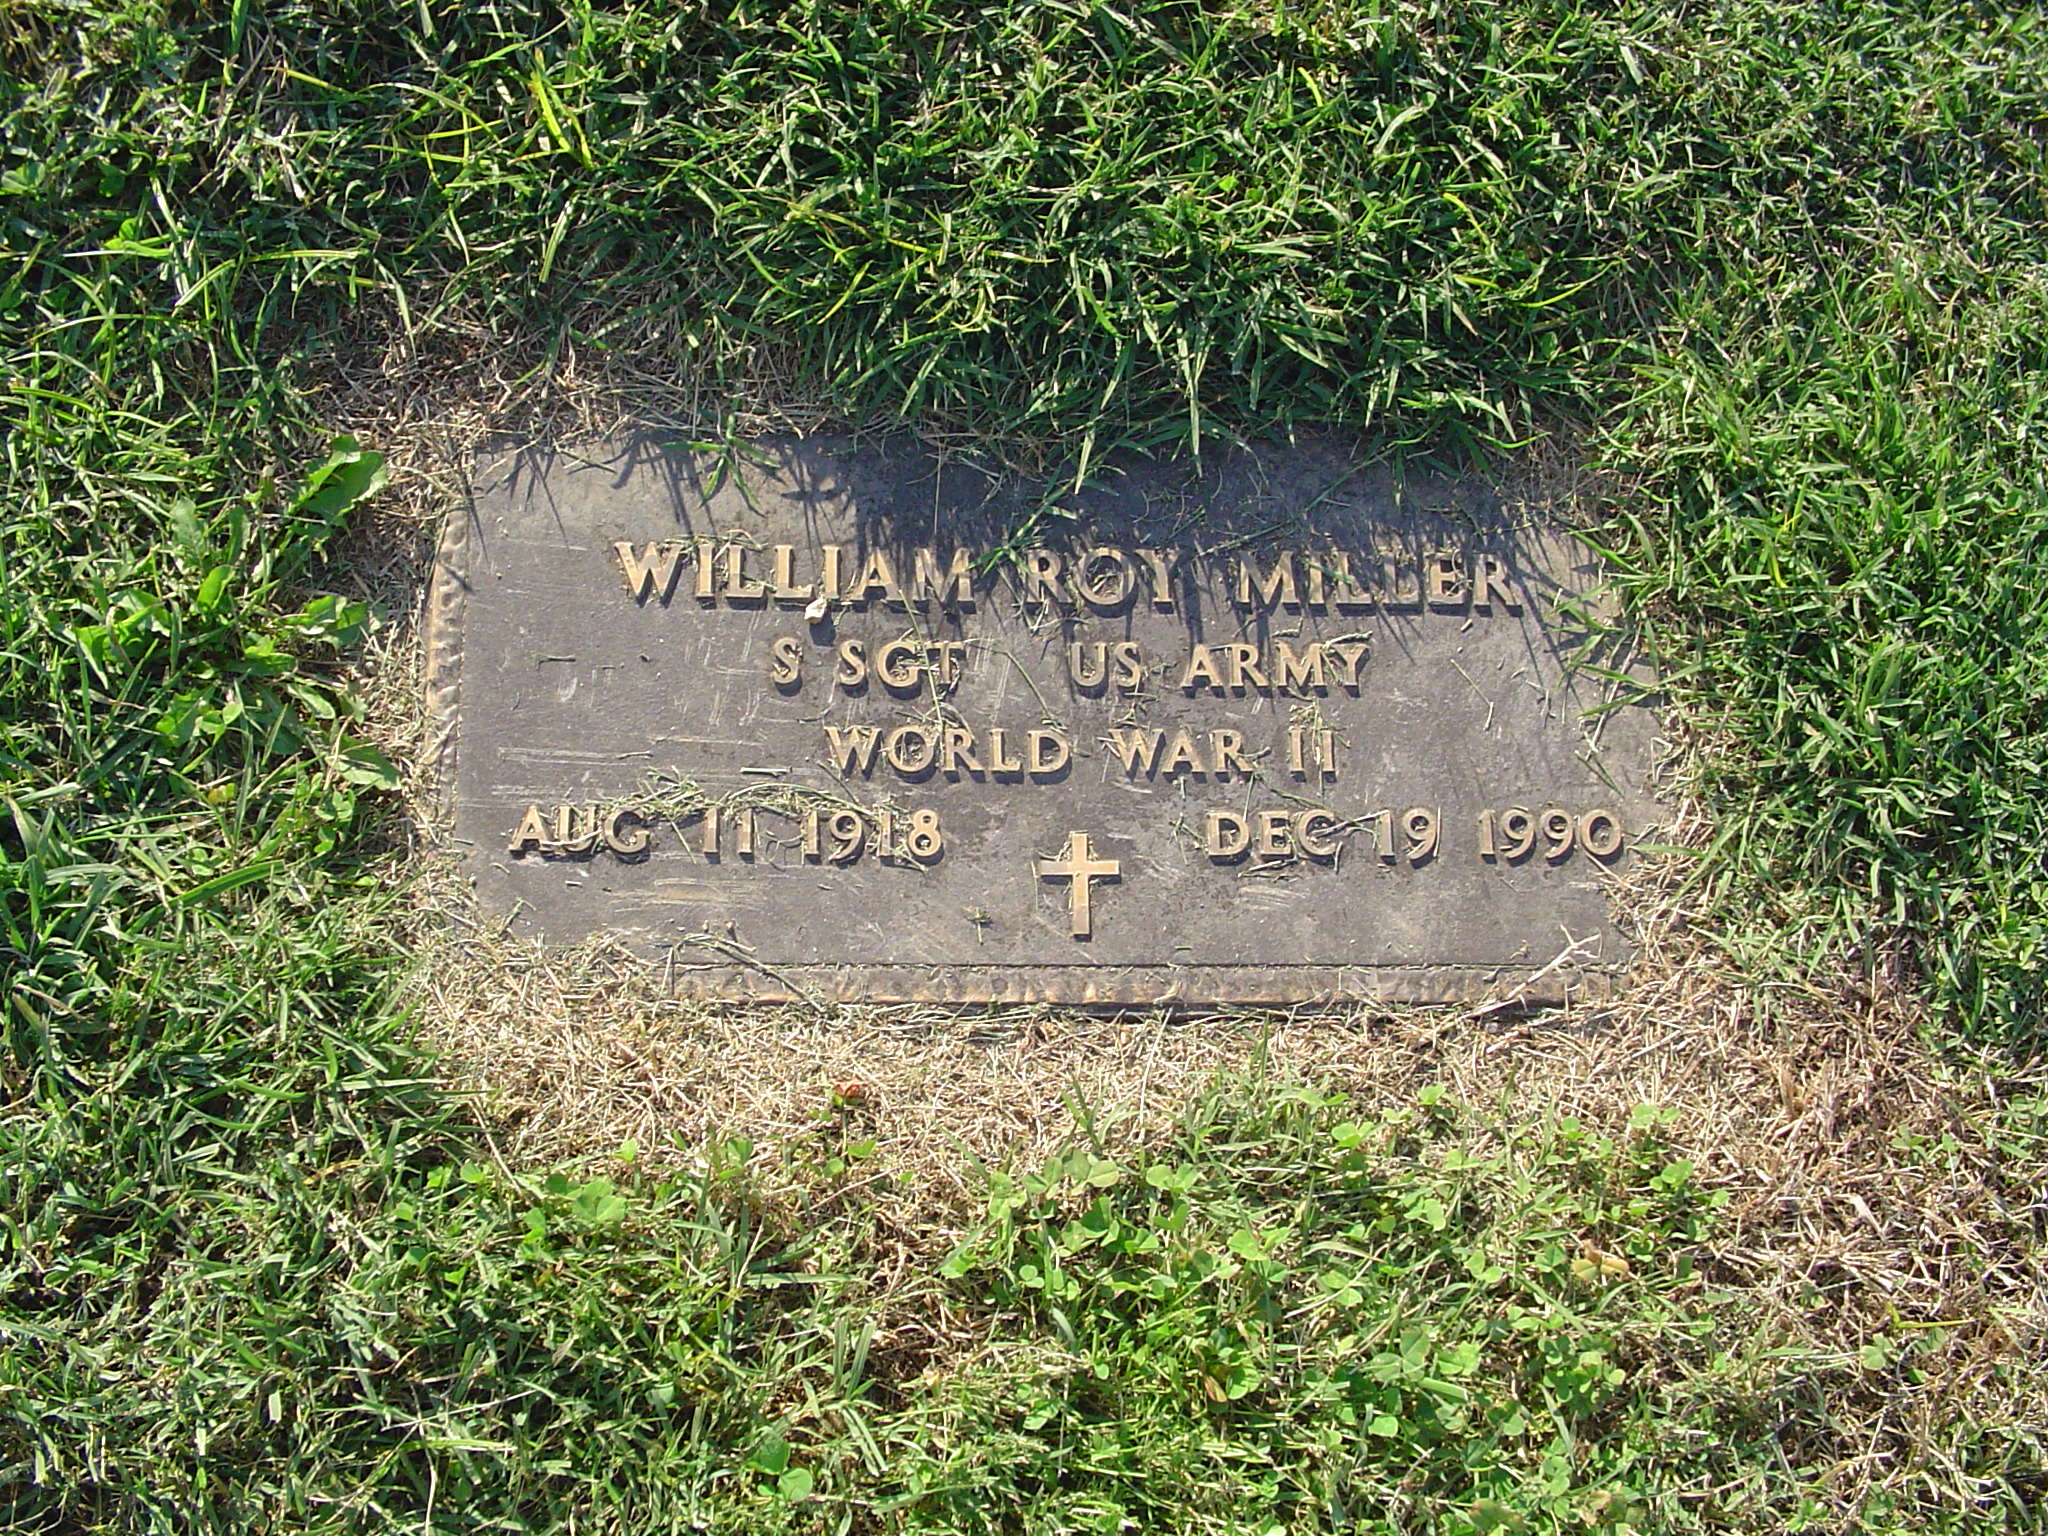 WILLIAM ROY MILLER
S SGT US ARMY
WORLD WAR II
AUG 11 1918 DEC 19 1990